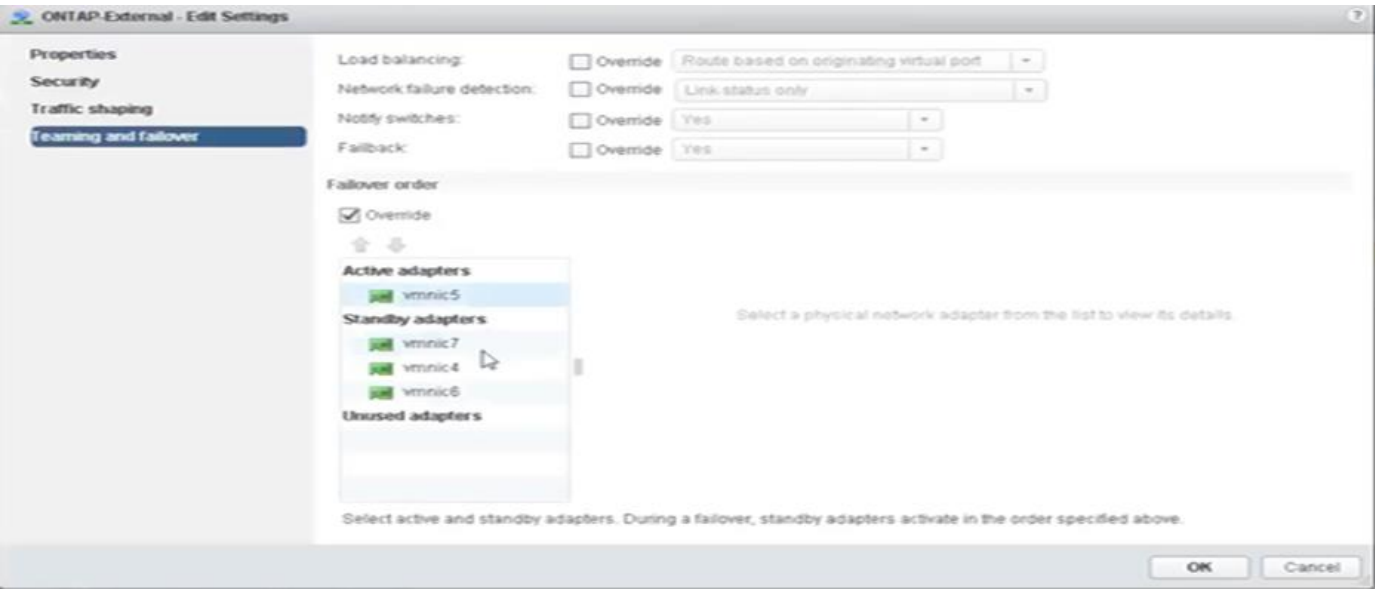 ONTAP-External - Edit Settings
?
Properties
Security
Traffic shaping
Teaming and failover
Load balancing:
Override
Route based on originating virtual port
Network failure detection:
Override
Link status only
Notify switches:
Override
Yes
Failback:
Override
Yes
Failover order
Override
Active adapters
vmnic5
Standby adapters
vmnic7
vmnic4
vmnic6
Unused adapters
Select a physical network adapter from the list to view its details.
Select active and standby adapters. During a failover, standby adapters activate in the order specified above.
OK
Cancel